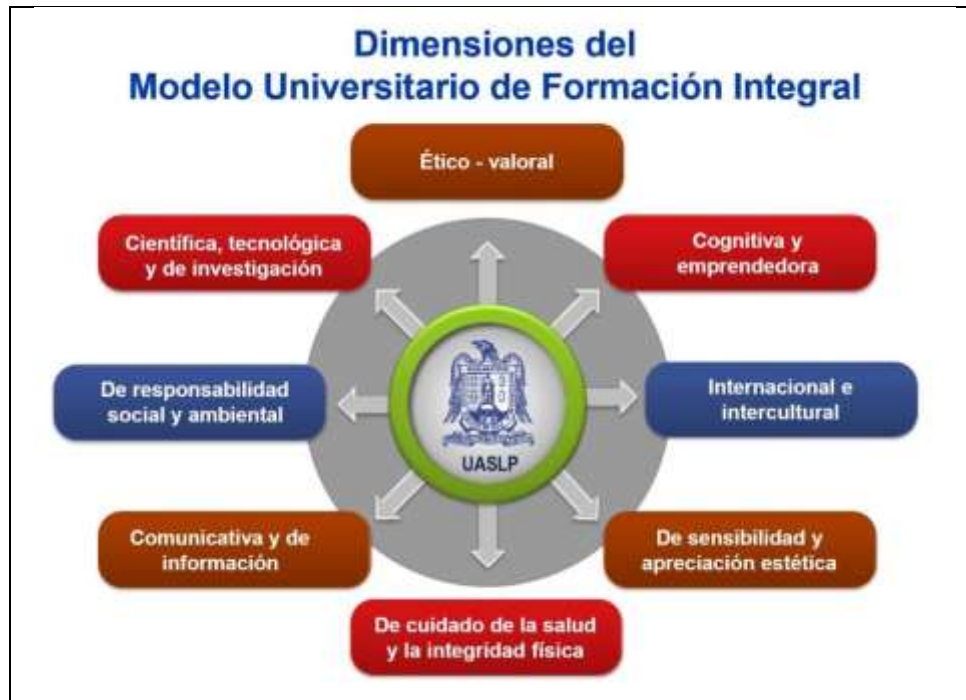 Dimensiones del
Modelo Universitario de Formación Integral
Ético - valoral
Científica, tecnológica
y de investigación
Cognitiva y
emprendedora
De responsabilidad
social y ambiental
Internacional e
intercultural
UASLP
Comunicativa y de
información
De sensibilidad y
apreciación estética
De cuidado de la salud
y la integridad física